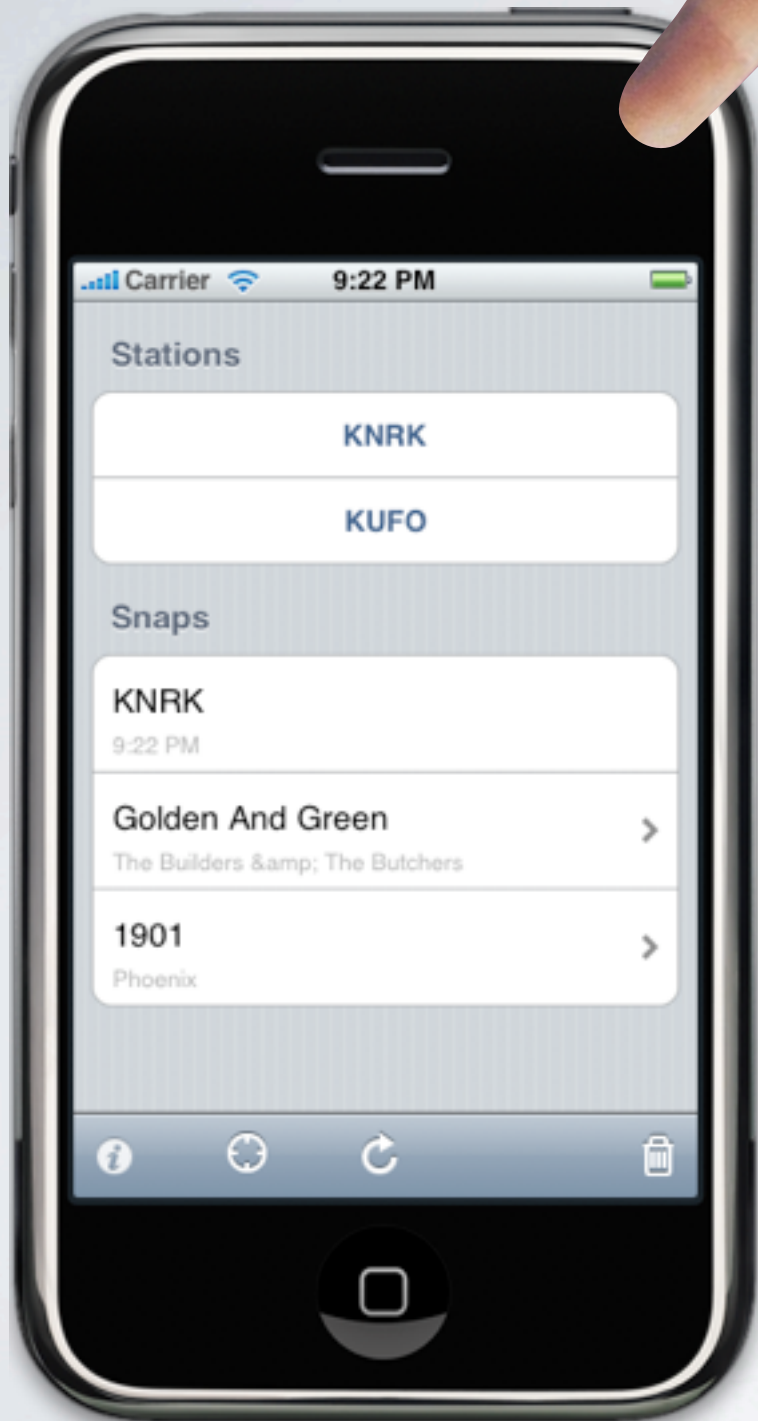 Carrier 9:22 PM
Stations
KNRK
KUFO
Snaps
KNRK
9:22 PM
Golden And Green
The Builders &amp; The Butchers
1901
Phoenix